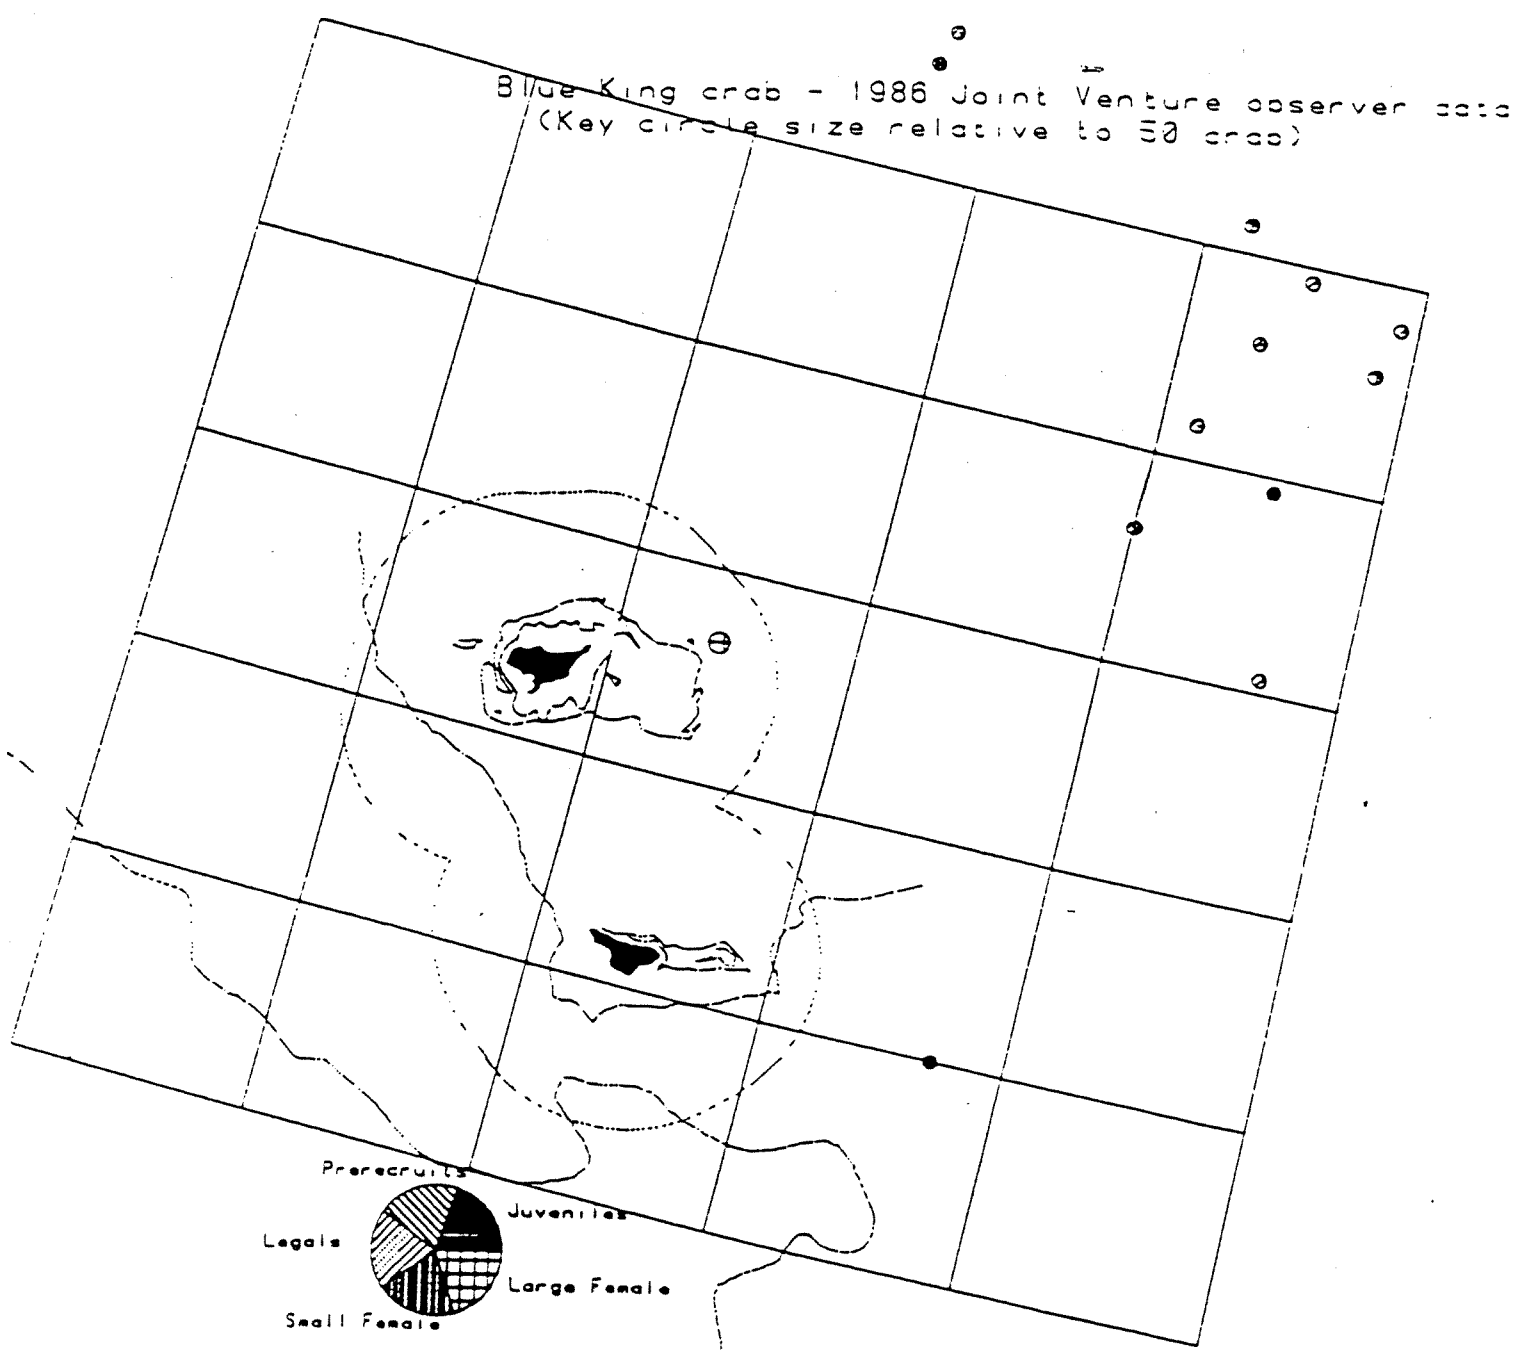 Blue King crab - 1986 Joint Venture observer data
(Key circle size relative to 50 crab)
Prerecruits
Juveniles
Legals
Large Female
Small Female